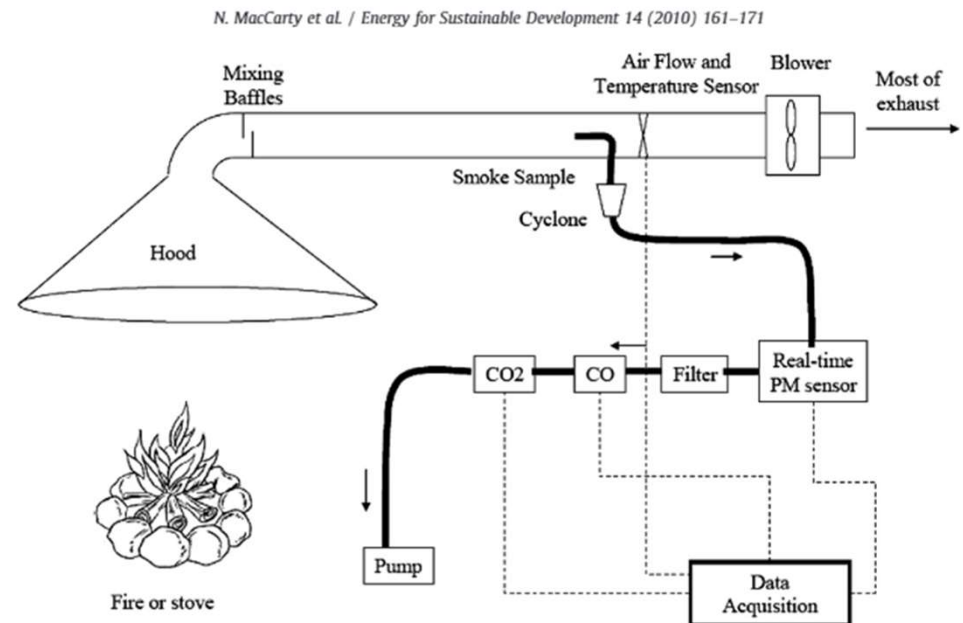 N. MacCarty et al. / Energy for Sustainable Development 14 (2010) 161–171
Mixing
Baffles
Air Flow and
Temperature Sensor
Blower
Most of
exhaust
Smoke Sample
Cyclone
Hood
CO2
CO
Filter
Real-time
PM sensor
Pump
Fire or stove
Data
Acquisition